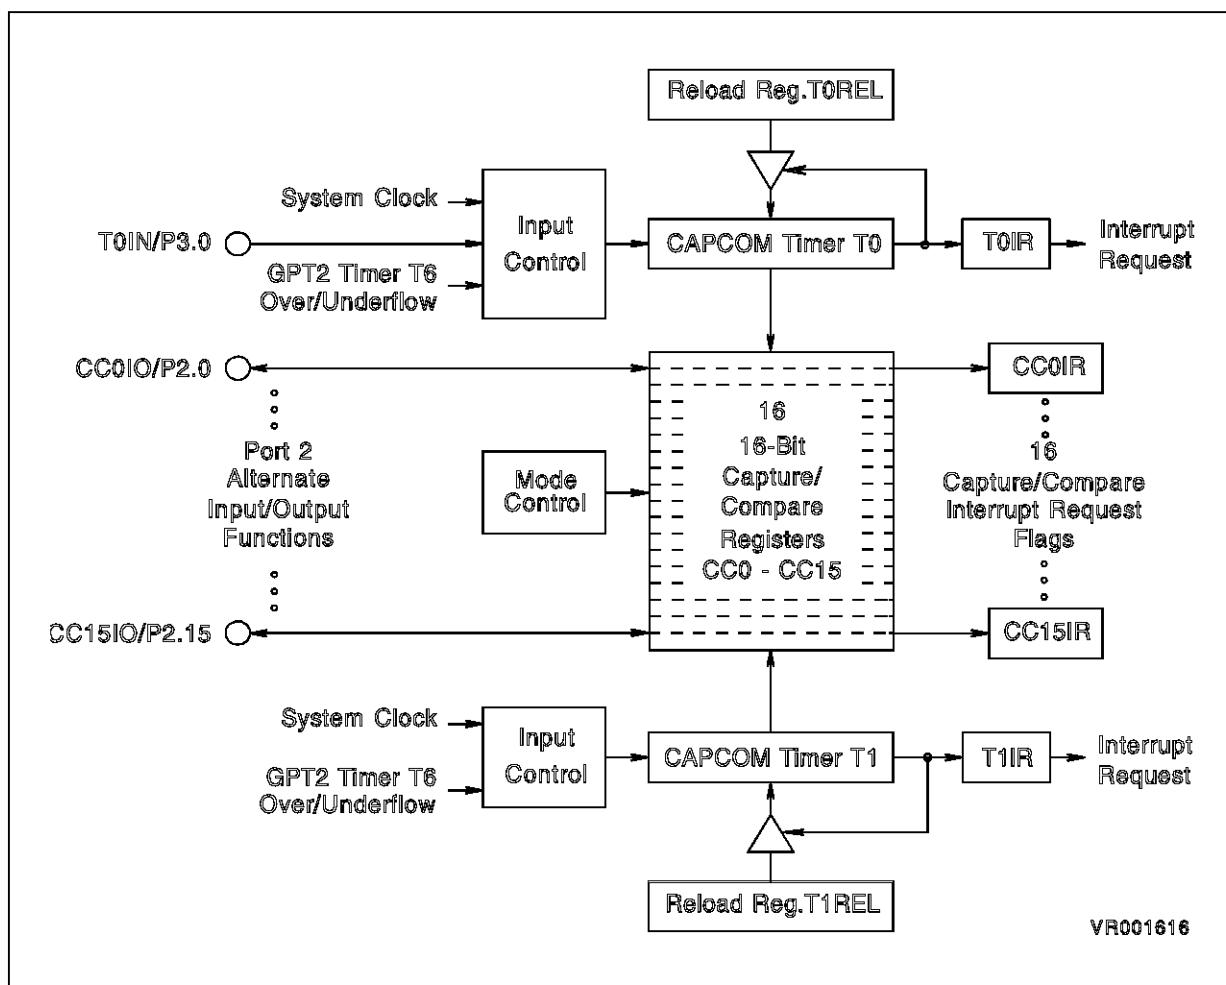 Reload Reg.T0REL
System Clock
T0IN/P3.0
GPT2 Timer T6
Over/Underflow
Input
Control
CAPCOM Timer T0
T0IR
Interrupt
Request
CC0IO/P2.0
Port 2
Alternate
Input/Output
Functions
CC15IO/P2.15
Mode
Control
16
16-Bit
Capture/
Compare
Registers
CC0 - CC15
CC0IR
16
Capture/Compare
Interrupt Request
Flags
CC15IR
System Clock
GPT2 Timer T6
Over/Underflow
Input
Control
CAPCOM Timer T1
T1IR
Interrupt
Request
Reload Reg.T1REL
VR001616